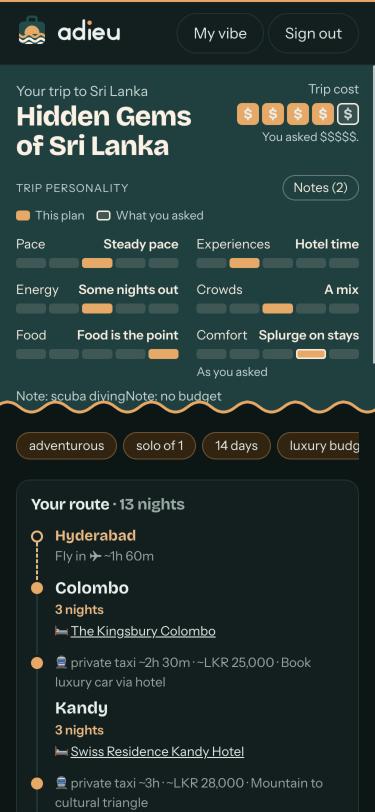 adieu
My vibe
Sign out
Your trip to Sri Lanka
Hidden Gems
of Sri Lanka
Trip cost
$ $ $ $ $
You asked $$$$$.
TRIP PERSONALITY
Notes (2)
This plan
What you asked
Pace Steady pace
Experiences Hotel time
Energy Some nights out
Crowds A mix
Food Food is the point
Comfort Splurge on stays
As you asked
Note: scuba divingNote: no budget
adventurous
solo of 1
14 days
luxury budg
Your route · 13 nights
Hyderabad
Fly in ✈ ~1h 60m
Colombo
3 nights
🛏 The Kingsbury Colombo
🚆 private taxi ~2h 30m · ~LKR 25,000 · Book
luxury car via hotel
Kandy
3 nights
🛏 Swiss Residence Kandy Hotel
🚆 private taxi ~3h · ~LKR 28,000 · Mountain to
cultural triangle